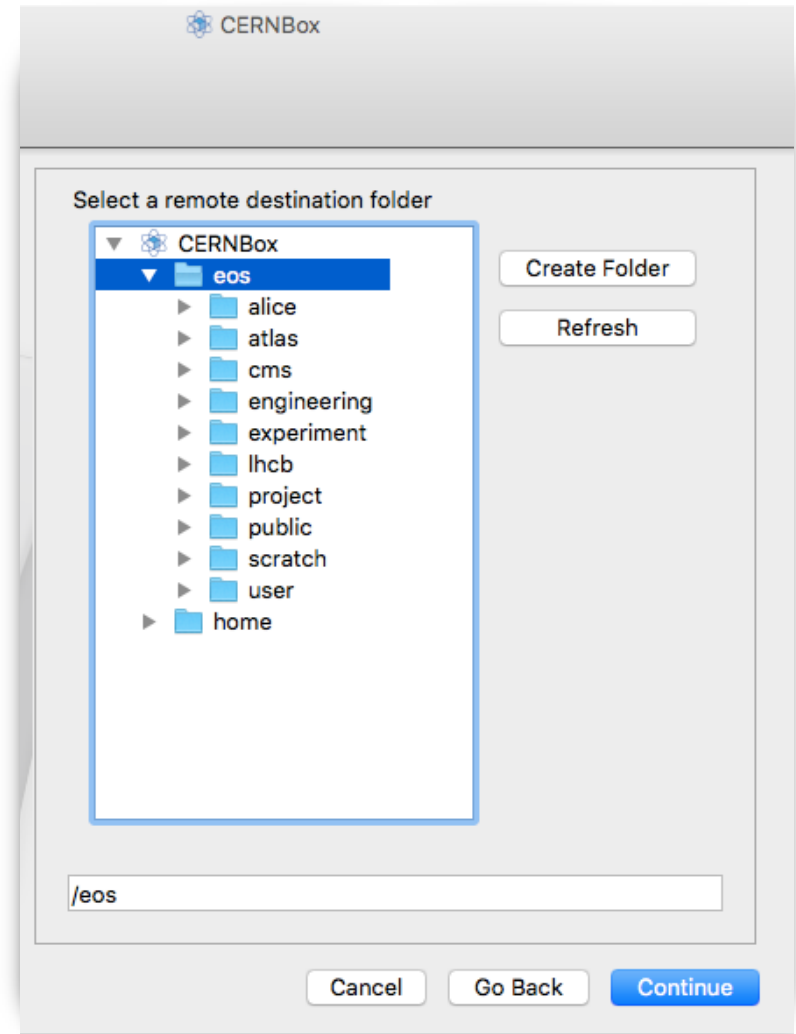 CERNBox
Select a remote destination folder
CERNBox
eos
alice
atlas
cms
engineering
experiment
lhcb
project
public
scratch
user
home
Create Folder
Refresh
/eos
Cancel
Go Back
Continue